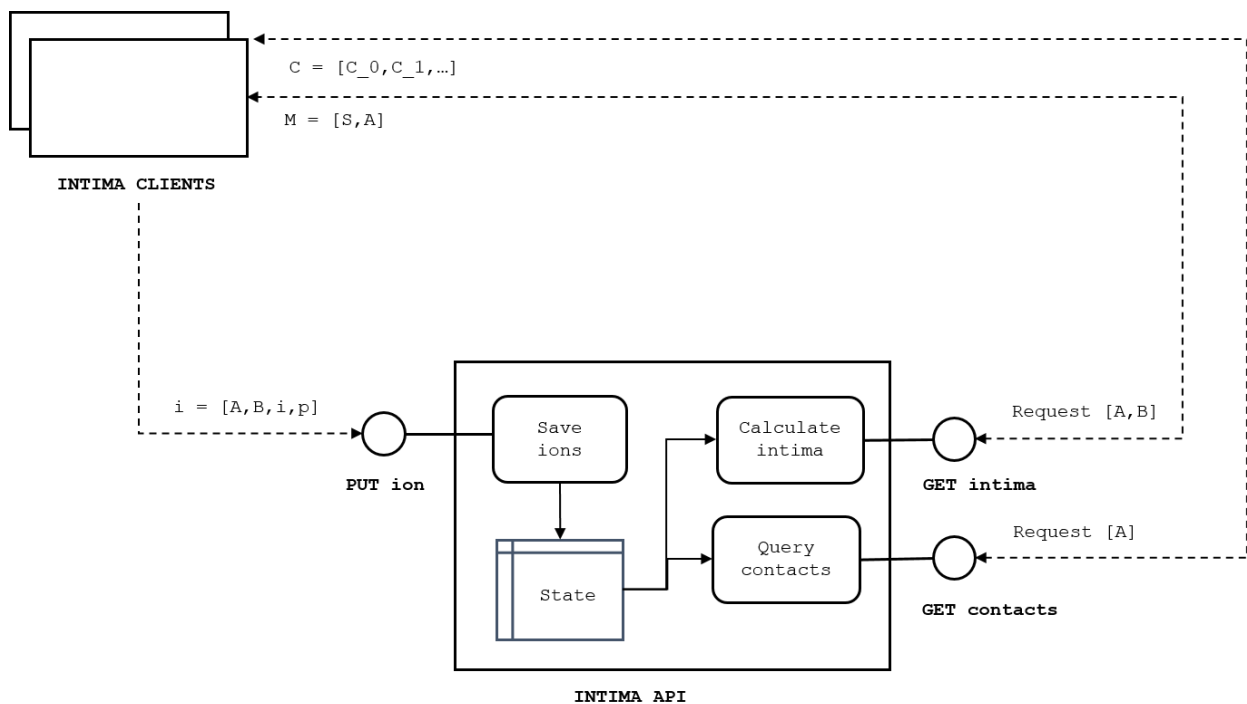 C = [C_0,C_1,…]
M = [S,A]
INTIMA CLIENTS
i = [A,B,i,p]
PUT ion
Save
ions
State
Calculate
intima
Query
contacts
Request [A,B]
GET intima
Request [A]
GET contacts
INTIMA API